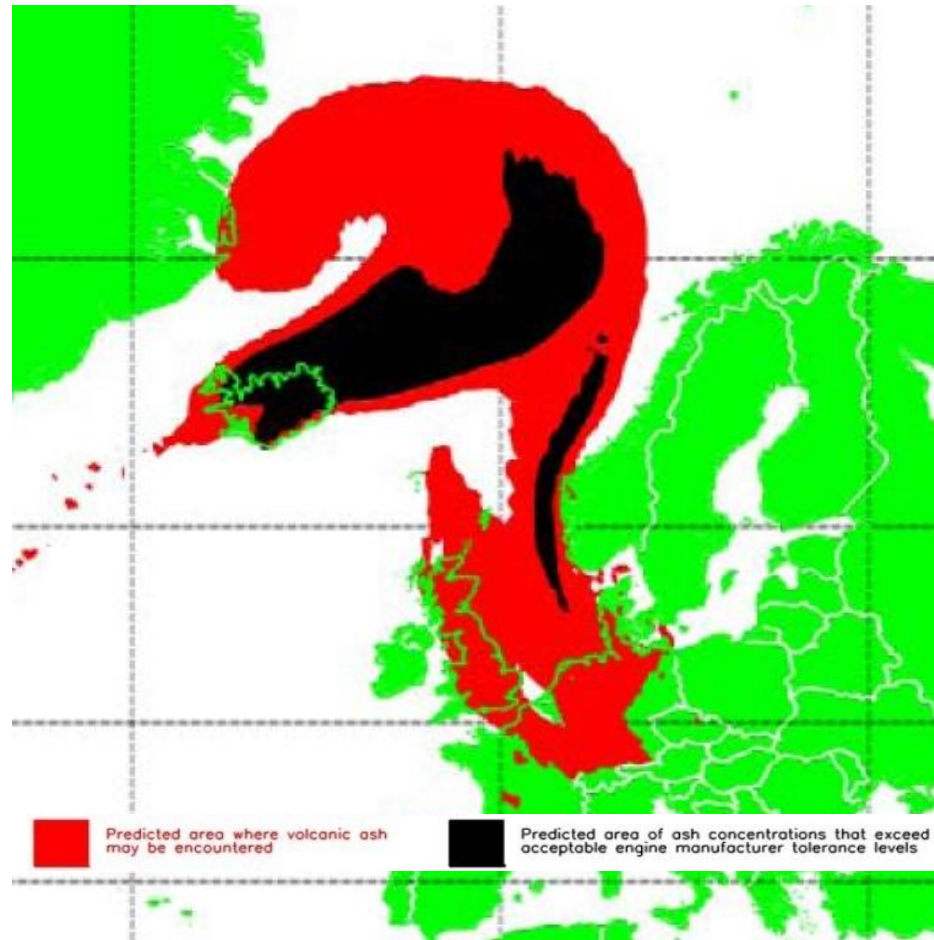 Predicted area where volcanic ash
may be encountered
Predicted area of ash concentrations that exceed
acceptable engine manufacturer tolerance levels